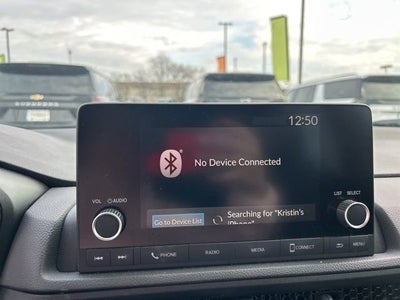 SUBURBAN
12:50
No Device Connected
VOL AUDIO
LIST SELECT
Go to Device List
Searching for "Kristin's
iPhone"
PHONE RADIO MEDIA CONNECT MENU